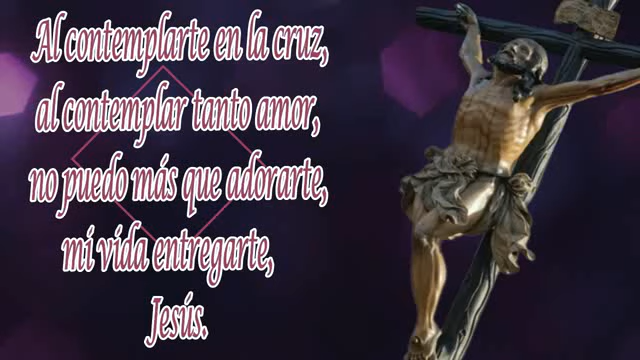 Al contemplarte en la cruz,
al contemplar tanto amor,
no puedo más que adorarte,
mi vida entregarte,
Jesús.